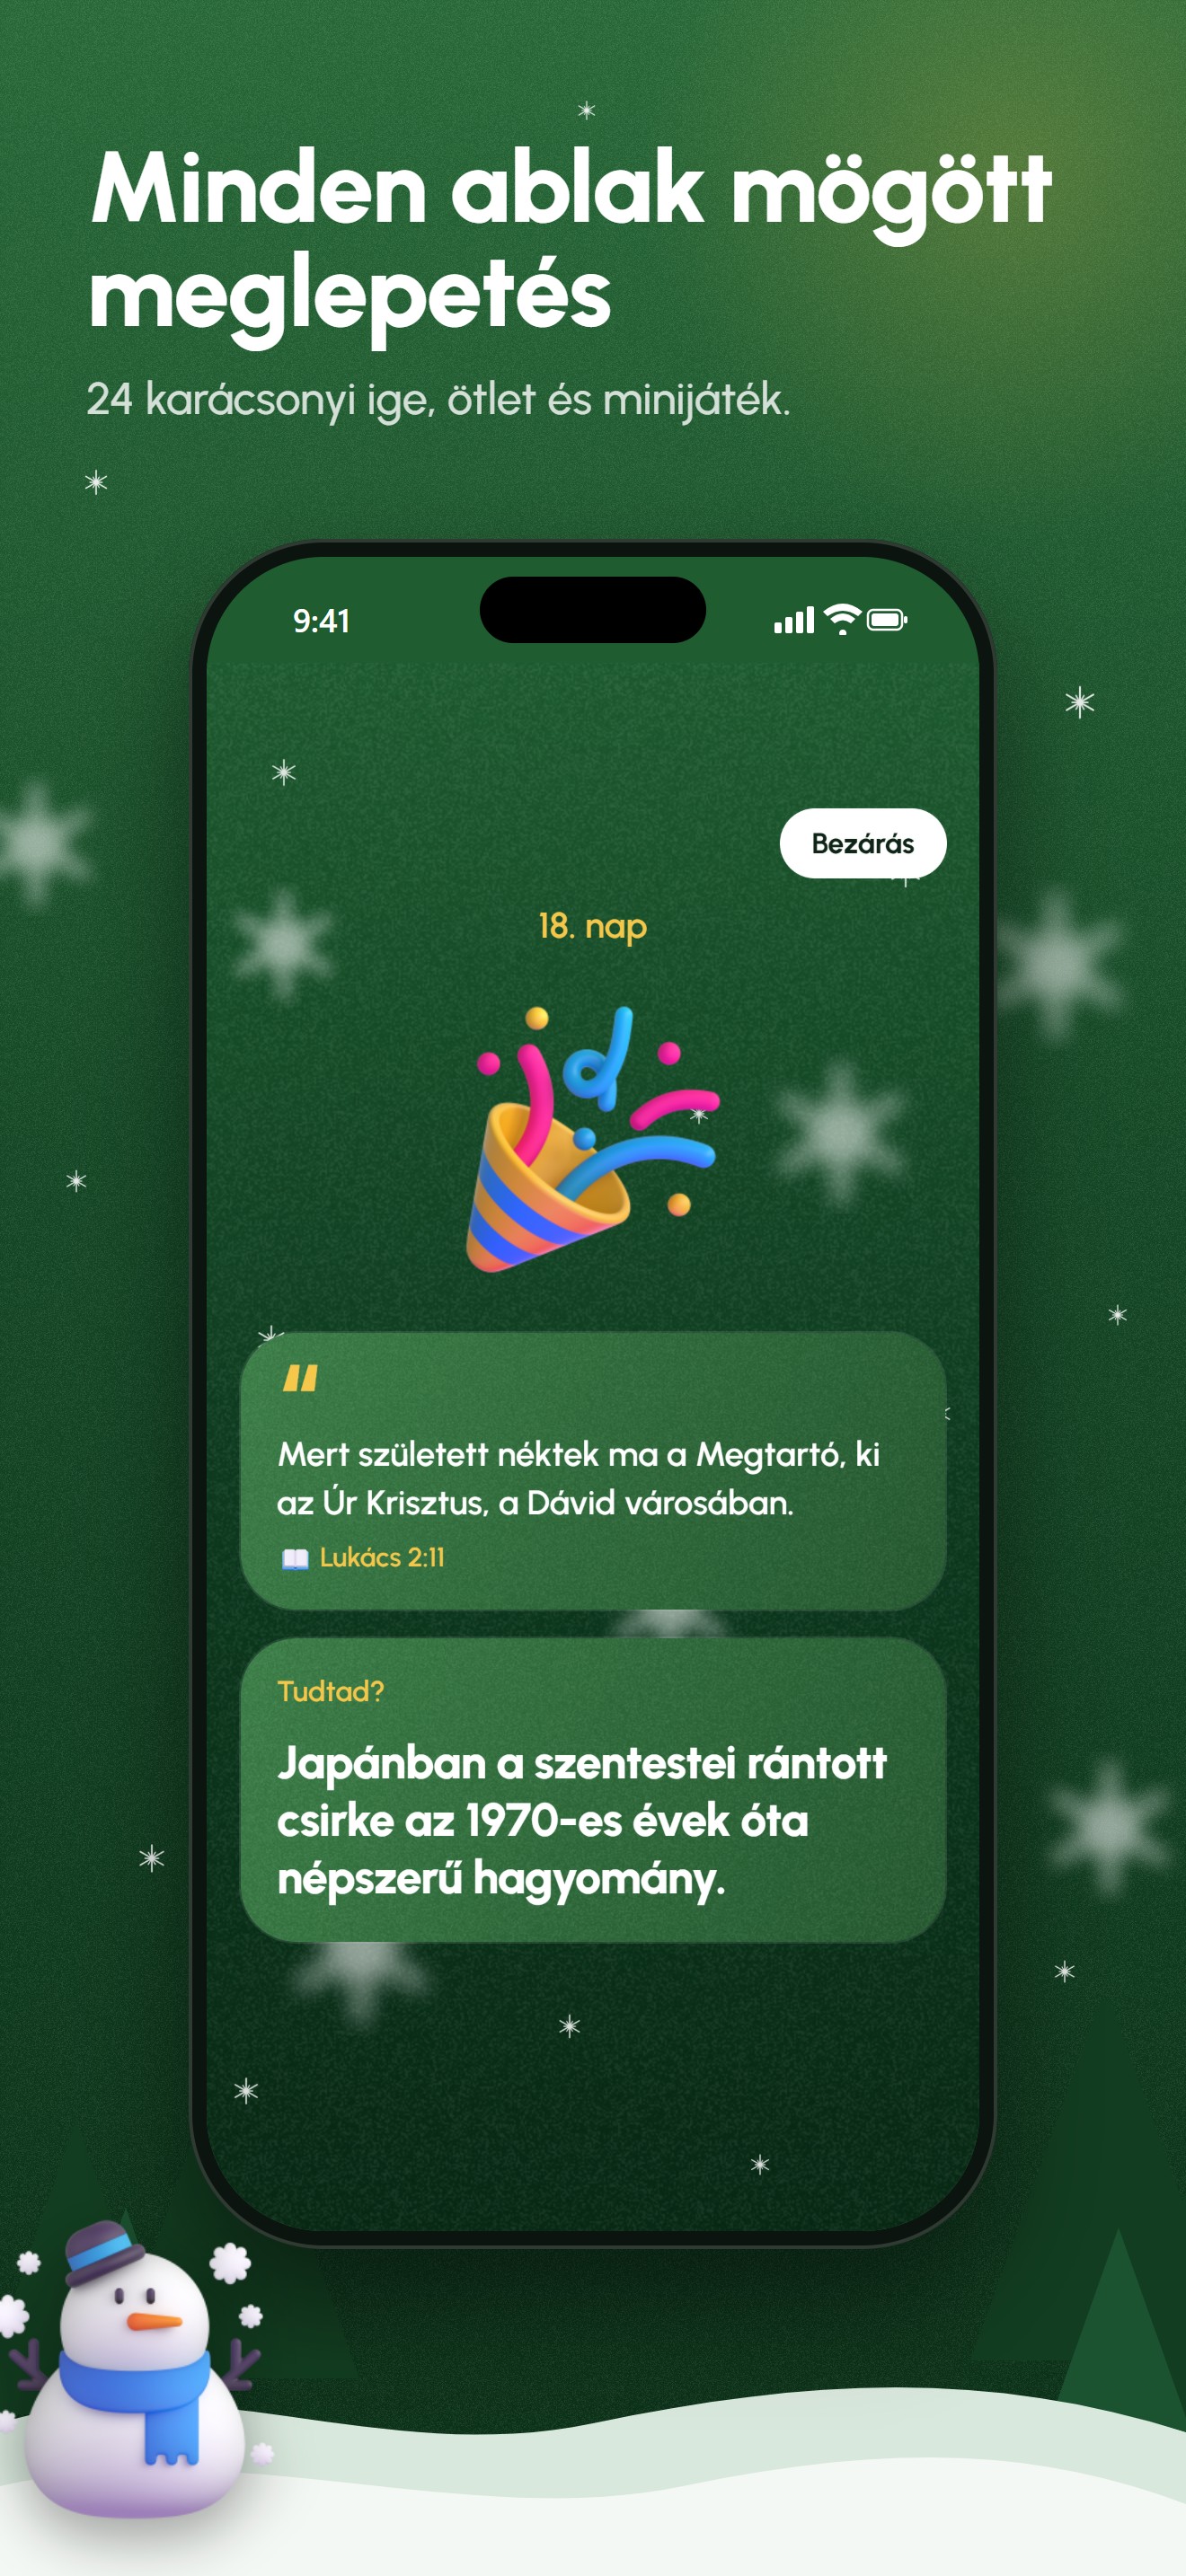 Minden ablak mögött
meglepetés
24 karácsonyi ige, ötlet és minijáték.
9:41
Bezárás
18. nap
"
Mert született néktek ma a Megtartó, ki
az Úr Krisztus, a Dávid városában.
📖 Lukács 2:11
Tudtad?
Japánban a szentestei rántott
csirke az 1970-es évek óta
népszerű hagyomány.